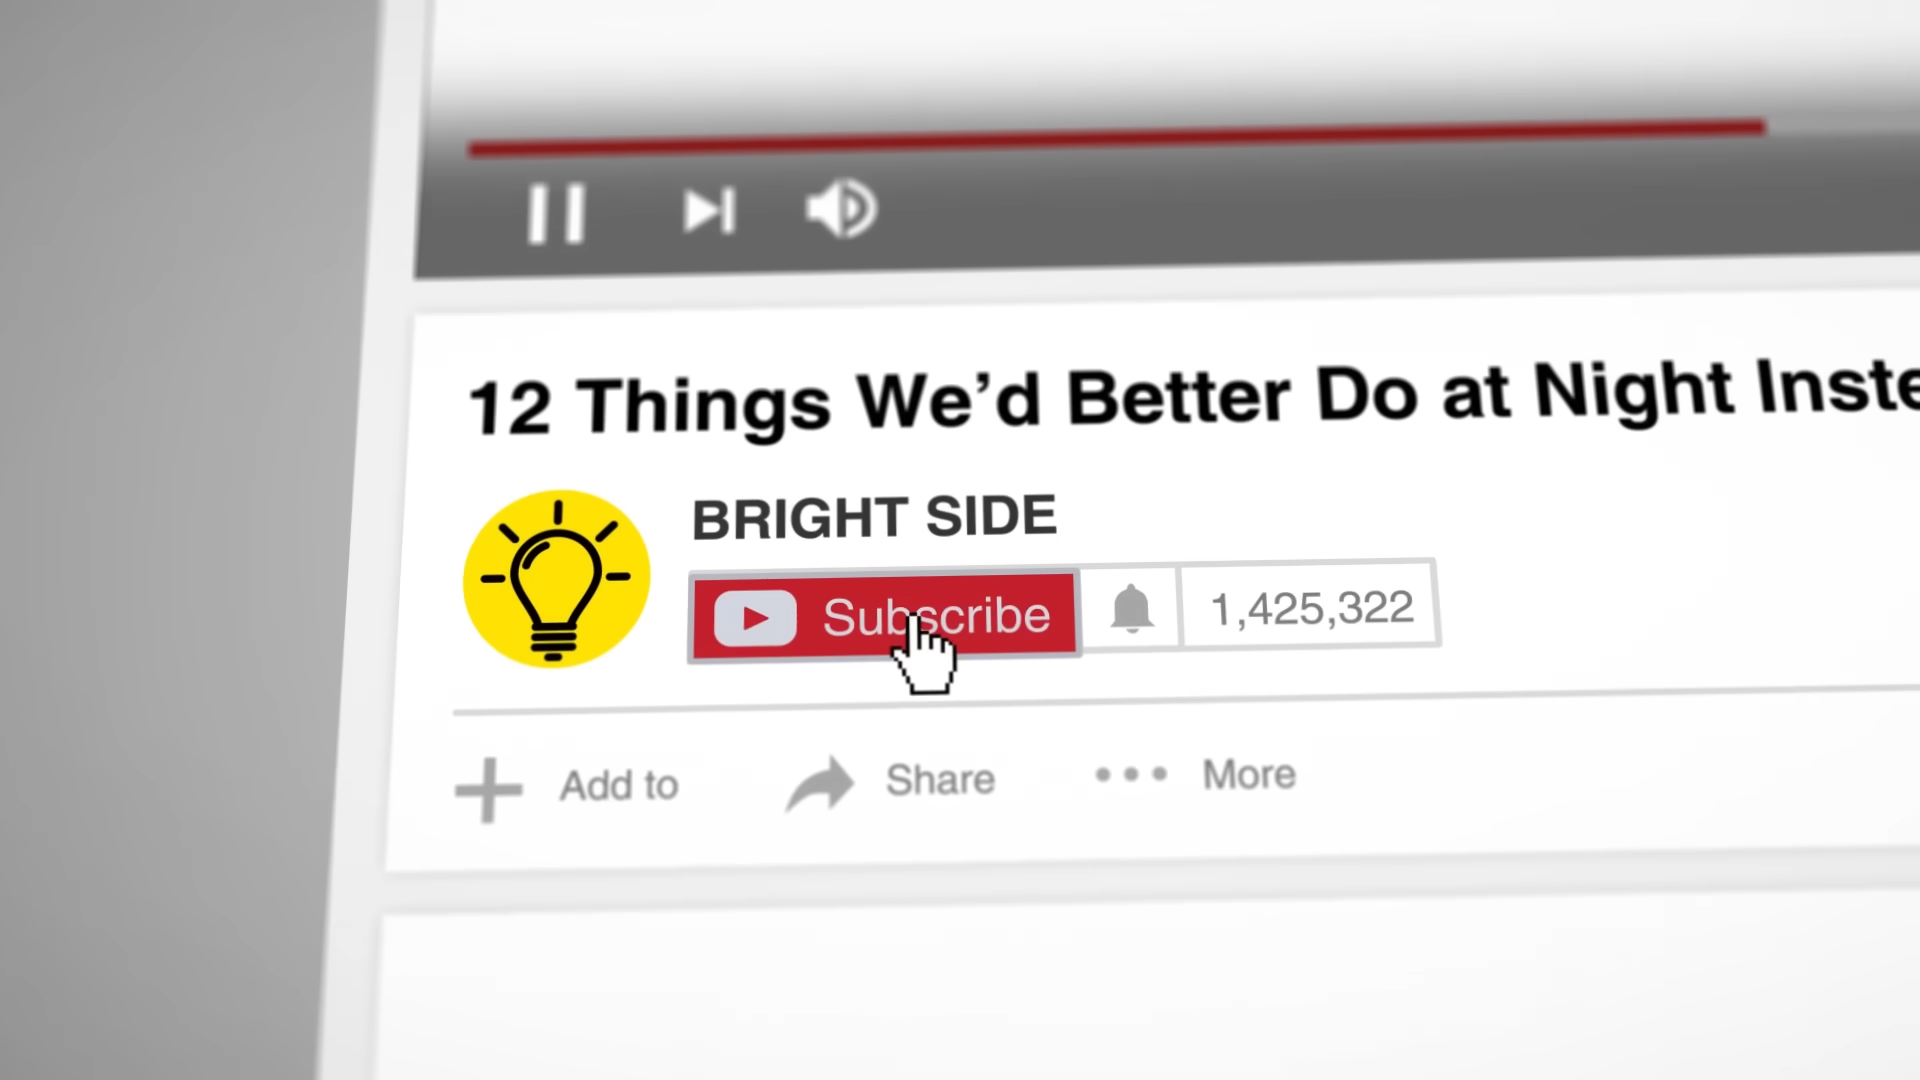 12 Things We’d Better Do at Night
BRIGHT SIDE
Subscribe
1,425,322
Add to
Share
More